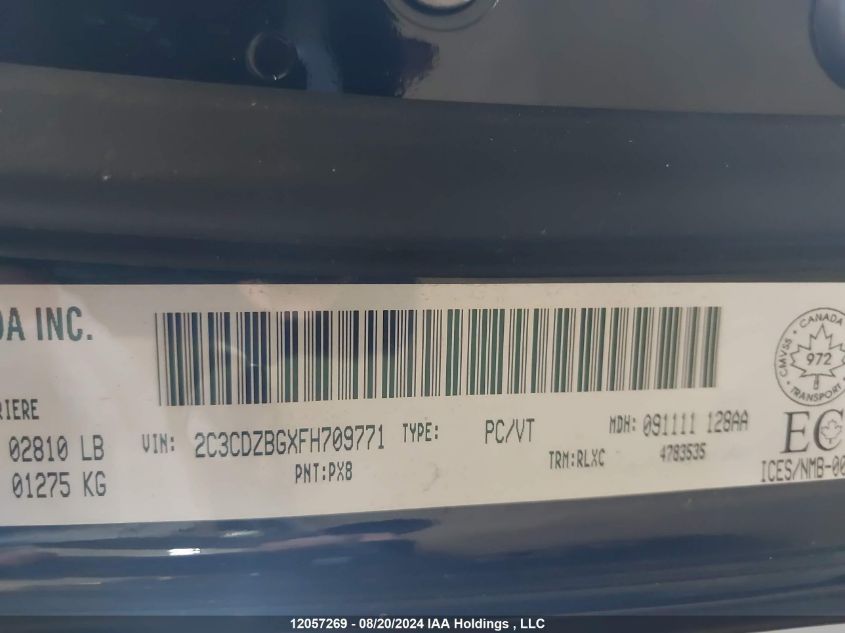 DA INC.
RIERE
02810 LB
01275 KG
VIN: 2C3CDZBGXFH709771
PNT:PX8
TYPE: PC/VT
MDH: 091111 128AA
TRM:RLXC 4783535
CMVSS CANADA TRANSPORT
972
EC
ICES/NMB-00
12057269 - 08/20/2024 IAA Holdings , LLC